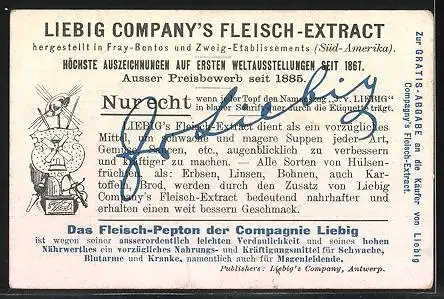 LIEBIG COMPANY'S FLEISCH-EXTRACT
hergestellt in Fray-Bentos und Zweig-Etablissements (Süd-Amerika).
HÖCHSTE AUSZEICHNUNGEN AUF ERSTEN WELTAUSSTELLUNGEN SEIT 1867.
Ausser Preisbewerb seit 1885.
Nur echt wenn jeder Topf den Namenszug „J. v. LIEBIG"
in blauer Schrift quer durch die Etiquette trägt.
LIEBIG's Fleisch-Extract dient als ein vorzügliches
Mittel, um schwache und magere Suppen jeder Art,
Gemüse, Saucen, etc., augenblicklich zu verbessern
und kräftiger zu machen. — Alle Sorten von Hülsen-
früchten, als: Erbsen, Linsen, Bohnen, auch Kar-
toffeln, Brod, werden durch den Zusatz von Liebig
Company's Fleisch-Extract bedeutend nahrhafter und
erhalten einen weit bessern Geschmack.
J v Liebig
Das Fleisch-Pepton der Compagnie Liebig
ist wegen seiner ausserordentlich leichten Verdaulichkeit und seines hohen
Nährwerthes ein vorzügliches Nahrungs- und Kräftigungsmittel für Schwache,
Blutarme und Kranke, namentlich auch für Magenleidende.
Publishers: Liebig's Company, Antwerp.
Zur GRATIS-ABGABE an die Käufer von Liebig
Company's Fleisch-Extract.